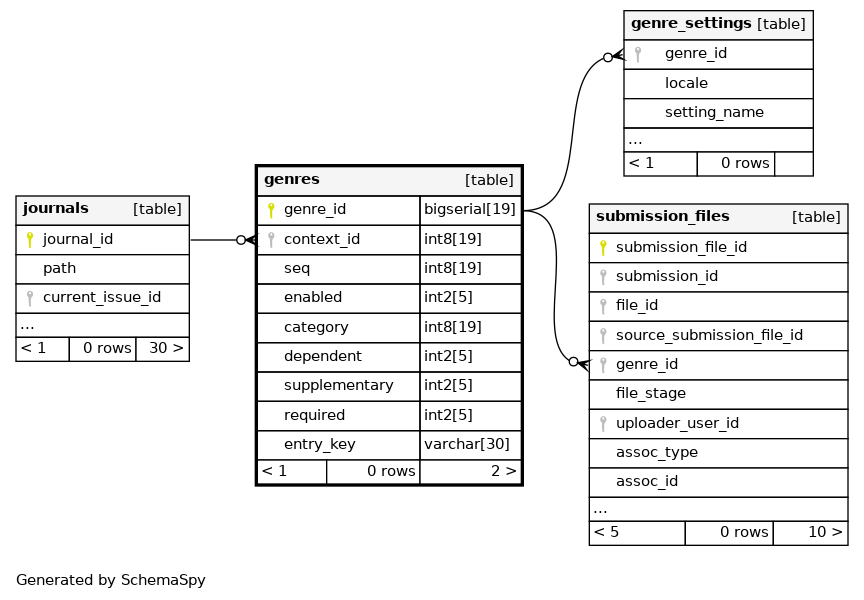 genre_settings [table]
genre_id
locale
setting_name
...
< 1 0 rows
genres [table]
genre_id bigserial[19]
context_id int8[19]
seq int8[19]
enabled int2[5]
category int8[19]
dependent int2[5]
supplementary int2[5]
required int2[5]
entry_key varchar[30]
< 1 0 rows 2 >
journals [table]
journal_id
path
current_issue_id
...
< 1 0 rows 30 >
submission_files [table]
submission_file_id
submission_id
file_id
source_submission_file_id
genre_id
file_stage
uploader_user_id
assoc_type
assoc_id
...
< 5 0 rows 10 >
Generated by SchemaSpy